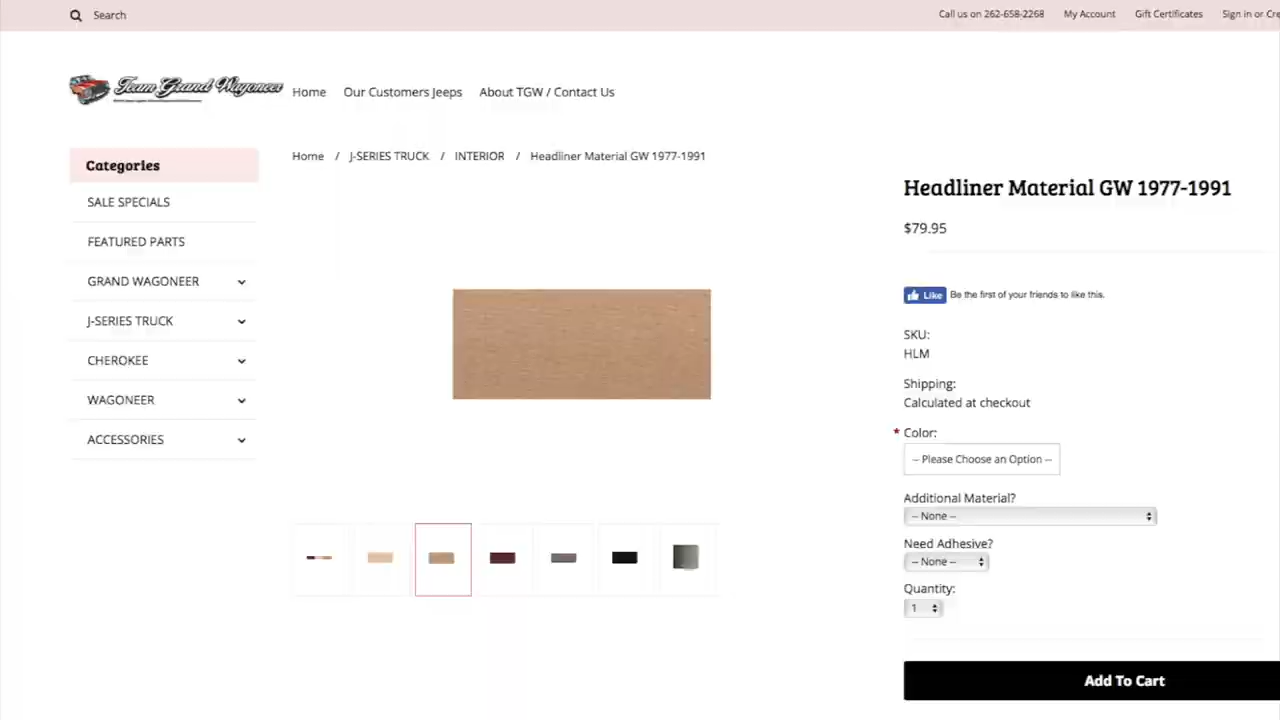 Search
Call us on 262-658-2268 My Account Gift Certificates Sign in or Cre
Team Grand Wagoneer
Home Our Customers Jeeps About TGW / Contact Us
Home / J-SERIES TRUCK / INTERIOR / Headliner Material GW 1977-1991
Categories
SALE SPECIALS
FEATURED PARTS
GRAND WAGONEER
J-SERIES TRUCK
CHEROKEE
WAGONEER
ACCESSORIES
Headliner Material GW 1977-1991
$79.95
Like Be the first of your friends to like this.
SKU:
HLM
Shipping:
Calculated at checkout
* Color:
-- Please Choose an Option --
Additional Material?
-- None --
Need Adhesive?
-- None --
Quantity:
1
Add To Cart